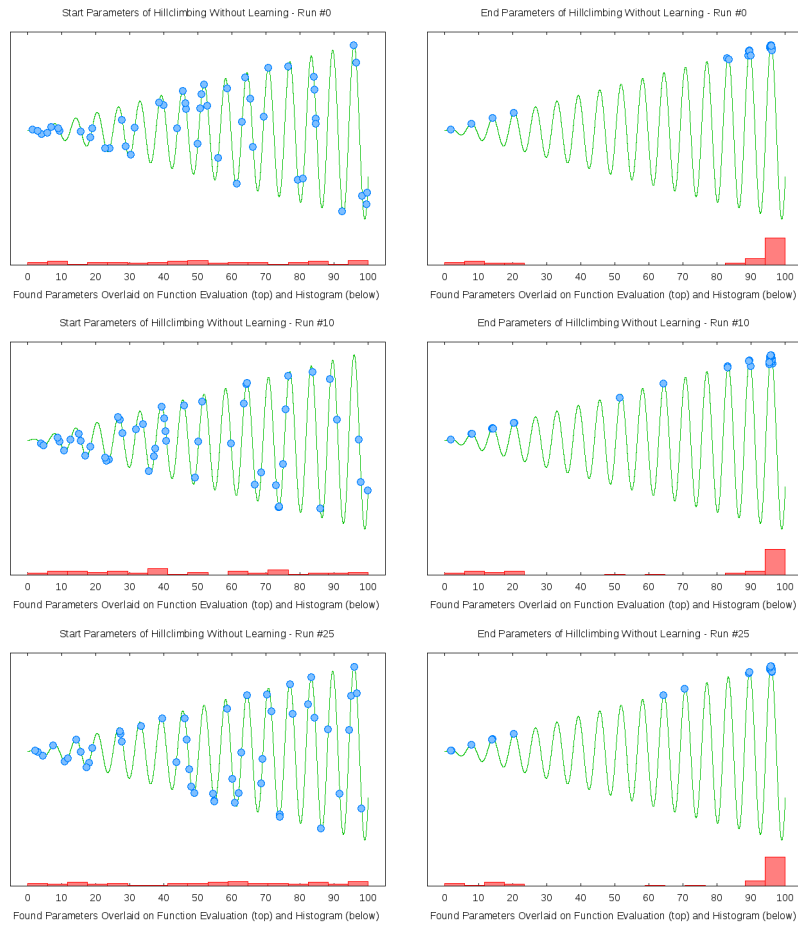 Start Parameters of Hillclimbing Without Learning - Run #0
0 10 20 30 40 50 60 70 80 90 100
Found Parameters Overlaid on Function Evaluation (top) and Histogram (below)
End Parameters of Hillclimbing Without Learning - Run #0
0 10 20 30 40 50 60 70 80 90 100
Found Parameters Overlaid on Function Evaluation (top) and Histogram (below)
Start Parameters of Hillclimbing Without Learning - Run #10
0 10 20 30 40 50 60 70 80 90 100
Found Parameters Overlaid on Function Evaluation (top) and Histogram (below)
End Parameters of Hillclimbing Without Learning - Run #10
0 10 20 30 40 50 60 70 80 90 100
Found Parameters Overlaid on Function Evaluation (top) and Histogram (below)
Start Parameters of Hillclimbing Without Learning - Run #25
0 10 20 30 40 50 60 70 80 90 100
Found Parameters Overlaid on Function Evaluation (top) and Histogram (below)
End Parameters of Hillclimbing Without Learning - Run #25
0 10 20 30 40 50 60 70 80 90 100
Found Parameters Overlaid on Function Evaluation (top) and Histogram (below)